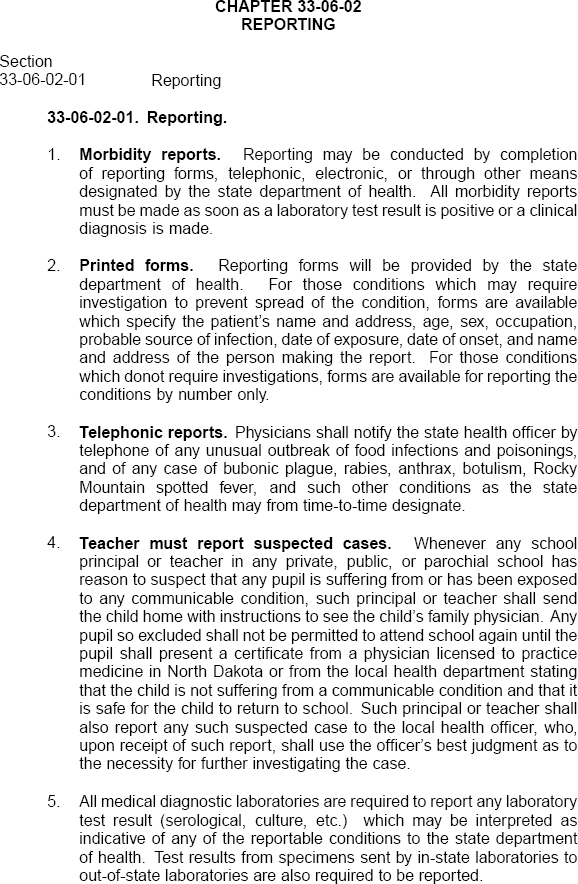 CHAPTER 33-06-02
REPORTING
Section
33-06-02-01 Reporting
33-06-02-01. Reporting.
1. Morbidity reports. Reporting may be conducted by completion
of reporting forms, telephonic, electronic, or through other means
designated by the state department of health. All morbidity reports
must be made as soon as a laboratory test result is positive or a clinical
diagnosis is made.
2. Printed forms. Reporting forms will be provided by the state
department of health. For those conditions which may require
investigation to prevent spread of the condition, forms are available
which specify the patient's name and address, age, sex, occupation,
probable source of infection, date of exposure, date of onset, and name
and address of the person making the report. For those conditions
which donot require investigations, forms are available for reporting the
conditions by number only.
3. Telephonic reports. Physicians shall notify the state health officer by
telephone of any unusual outbreak of food infections and poisonings,
and of any case of bubonic plague, rabies, anthrax, botulism, Rocky
Mountain spotted fever, and such other conditions as the state
department of health may from time-to-time designate.
4. Teacher must report suspected cases. Whenever any school
principal or teacher in any private, public, or parochial school has
reason to suspect that any pupil is suffering from or has been exposed
to any communicable condition, such principal or teacher shall send
the child home with instructions to see the child's family physician. Any
pupil so excluded shall not be permitted to attend school again until the
pupil shall present a certificate from a physician licensed to practice
medicine in North Dakota or from the local health department stating
that the child is not suffering from a communicable condition and that it
is safe for the child to return to school. Such principal or teacher shall
also report any such suspected case to the local health officer, who,
upon receipt of such report, shall use the officer's best judgment as to
the necessity for further investigating the case.
5. All medical diagnostic laboratories are required to report any laboratory
test result (serological, culture, etc.) which may be interpreted as
indicative of any of the reportable conditions to the state department
of health. Test results from specimens sent by in-state laboratories to
out-of-state laboratories are also required to be reported.